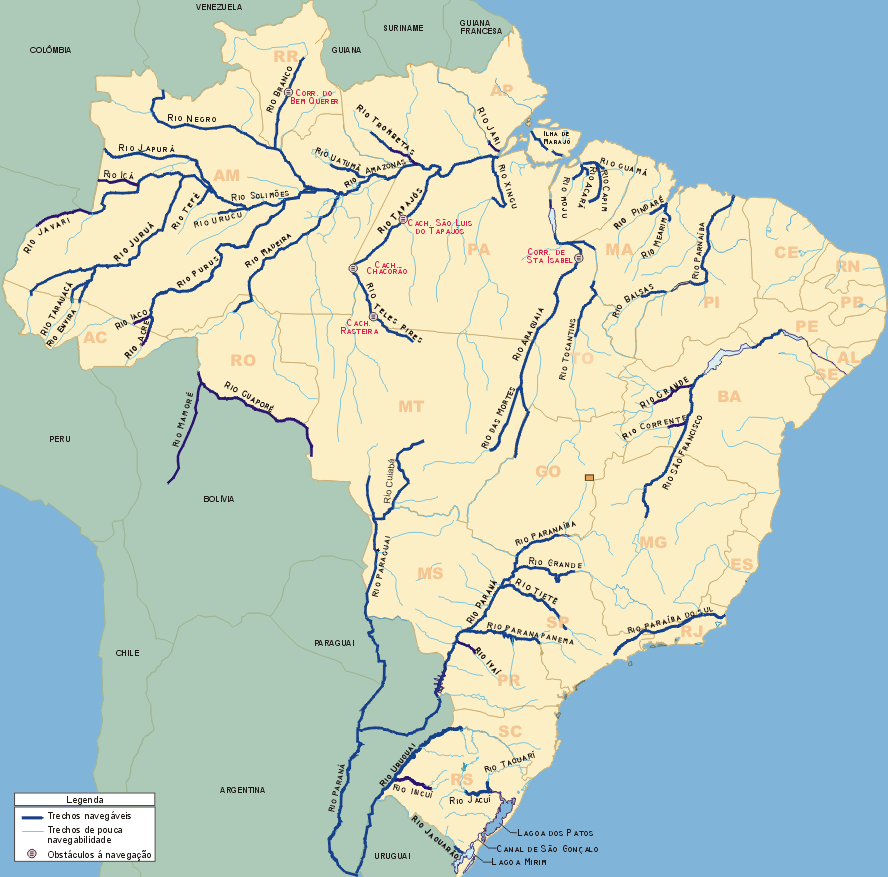 VENEZUELA
COLÔMBIA
SURINAME
GUIANA
FRANCESA
GUIANA
RR
AP
Rio Branco
Corr. do
Bem Querer
Rio Negro
Rio Trombetas
Rio Jari
Ilha de
Marajó
Rio Japurá
Rio Içá
AM
Rio Uatumã
Rio Amazonas
Rio Xingu
Rio Moju
Rio Acará
Rio Capim
Rio Guamá
Rio Javari
Rio Juruá
Rio Tefé
Rio Solimões
Rio Urucu
Rio Tapajós
Cach. São Luis
do Tapajós
PA
Rio Pindaré
Rio Mearim
MA
Rio Parnaíba
CE
RN
PB
PE
AL
SE
PI
Rio Balsas
Corr. de
Sta Isabel
Rio Purus
Rio Madeira
Cach.
Chacorão
Rio Teles Pires
Cach.
Rasteira
Rio Tarauacá
Rio Envira
Rio Iaco
Rio Acre
AC
RO
Rio Araguaia
Rio Tocantins
TO
Rio Grande
Rio Corrente
BA
Rio São Francisco
Rio Guaporé
Rio Mamoré
MT
Rio das Mortes
PERU
BOLÍVIA
Rio Cuiabá
GO
MG
ES
Rio Paraguai
MS
Rio Paranaíba
Rio Grande
Rio Tietê
Rio Paraná
SP
Rio Paranapanema
Rio Paraíba do Sul
RJ
CHILE
PARAGUAI
Rio Ivaí
PR
SC
Rio Uruguai
Rio Taquari
RS
Rio Jacuí
Rio Paraná
ARGENTINA
Rio Jaguarão
URUGUAI
Lagoa dos Patos
Canal de São Gonçalo
Lagoa Mirim
Legenda
Trechos navegáveis
Trechos de pouca
navegabilidade
Obstáculos á navegação